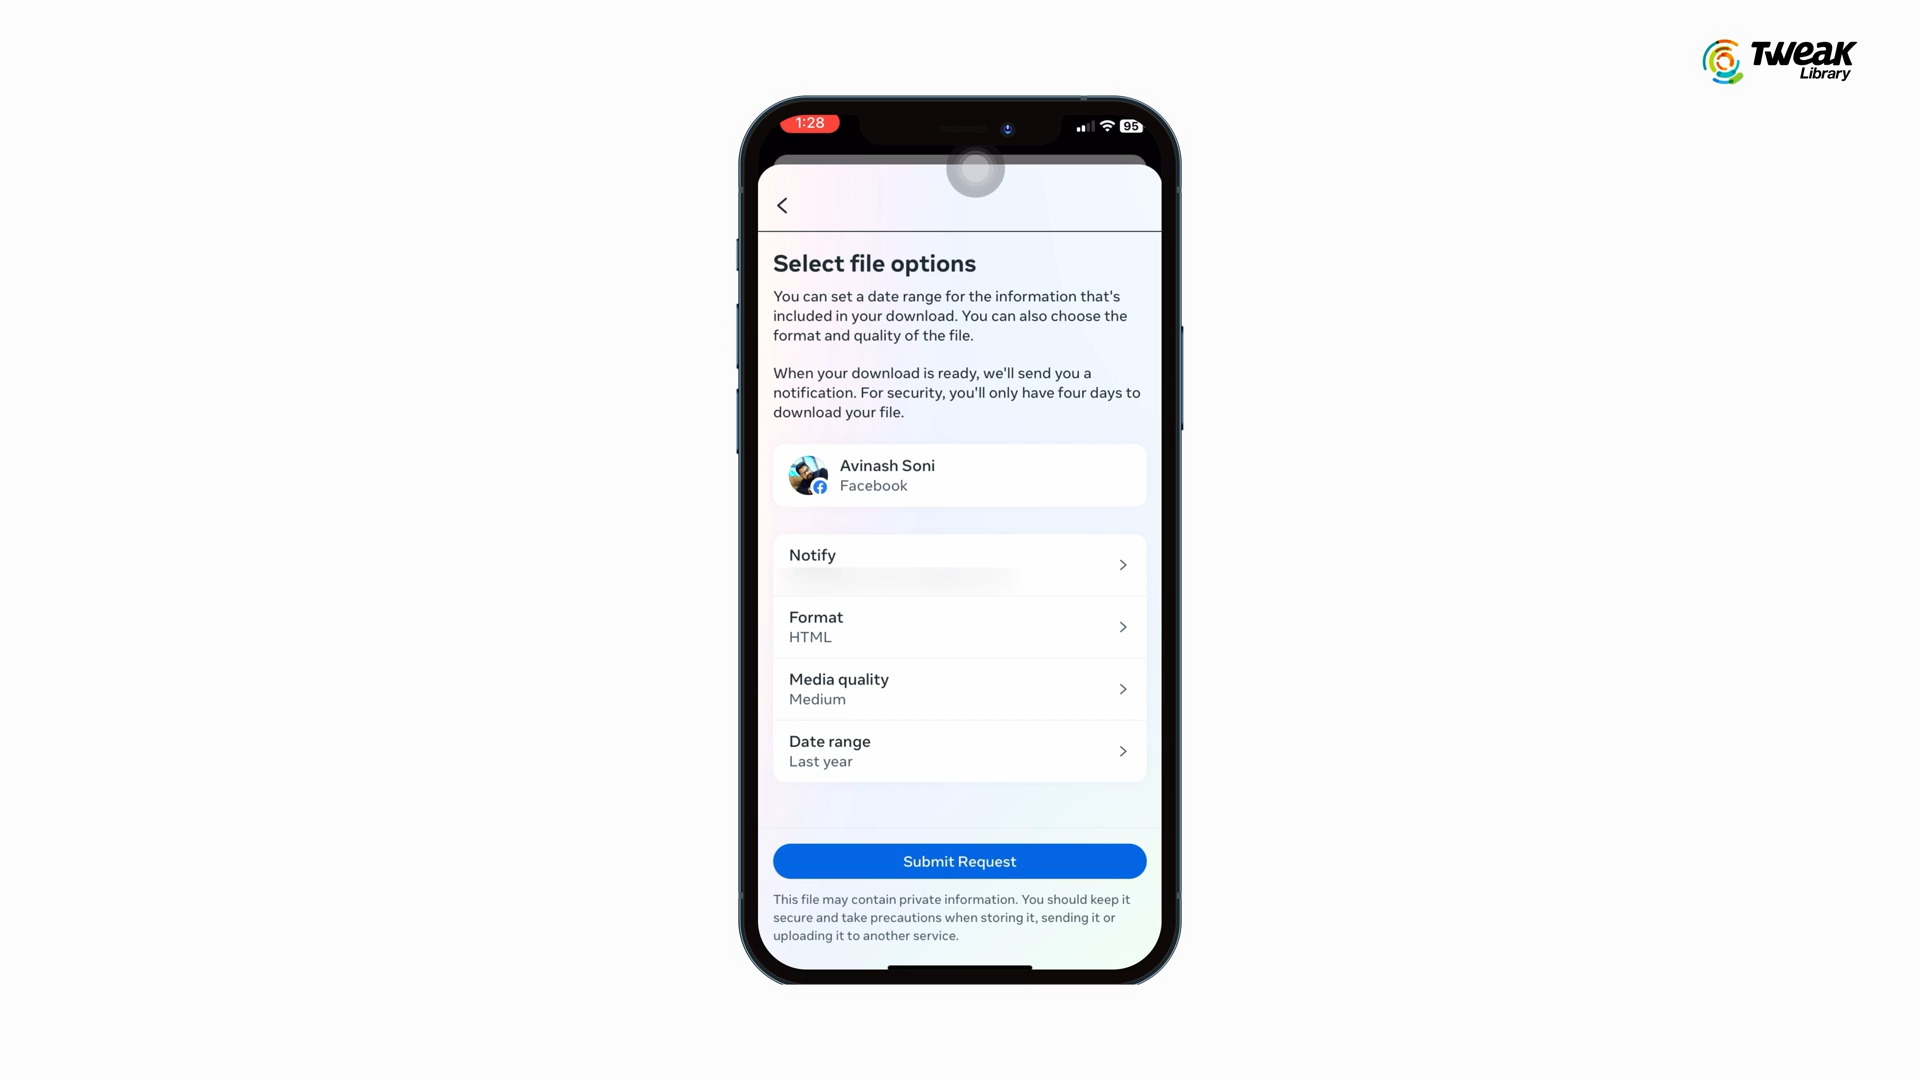 TWEAK
Library
1:28
95
Select file options
You can set a date range for the information that's
included in your download. You can also choose the
format and quality of the file.
When your download is ready, we'll send you a
notification. For security, you'll only have four days to
download your file.
Avinash Soni
Facebook
Notify
Format
HTML
Media quality
Medium
Date range
Last year
Submit Request
This file may contain private information. You should keep it
secure and take precautions when storing it, sending it or
uploading it to another service.